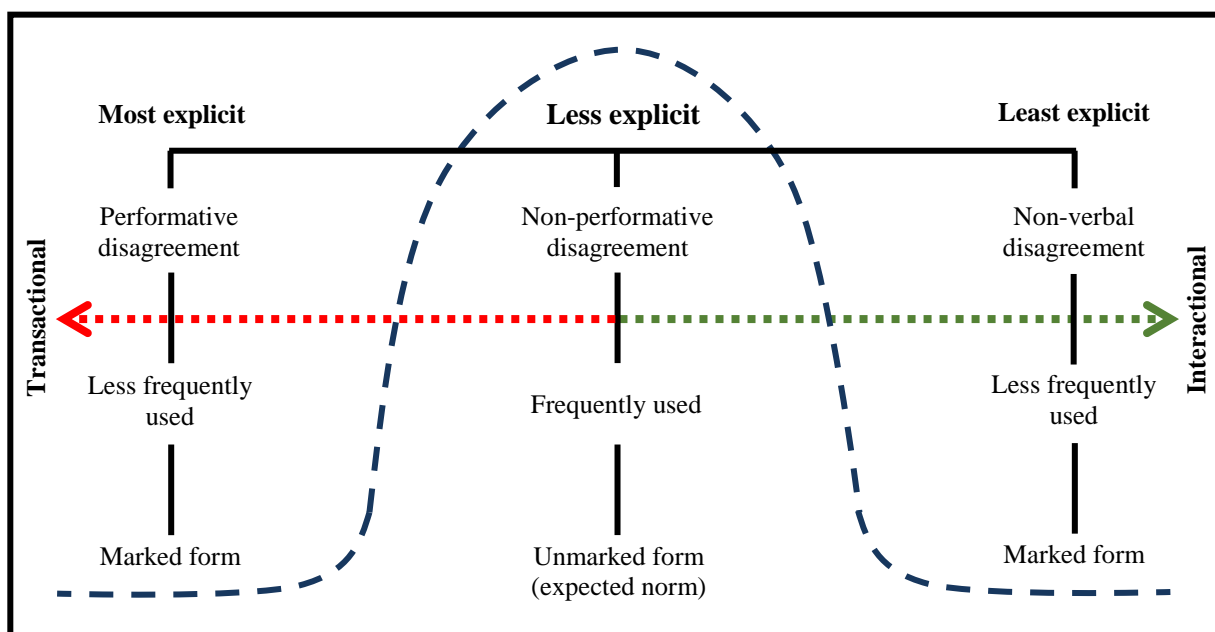 Most explicit
Less explicit
Least explicit
Performative
disagreement
Non-performative
disagreement
Non-verbal
disagreement
Transactional
Interactional
Less frequently
used
Frequently used
Less frequently
used
Marked form
Unmarked form
(expected norm)
Marked form